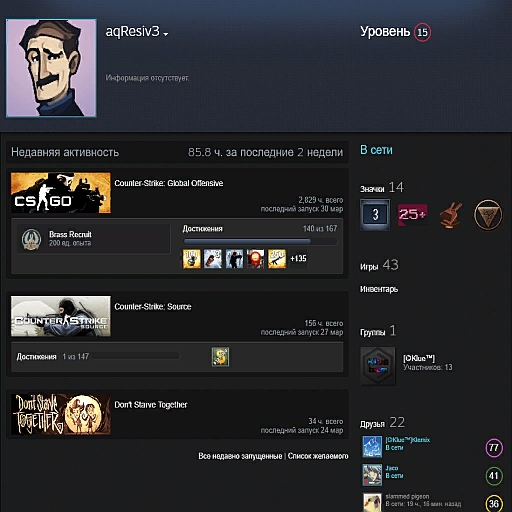 aqResiv3
Уровень 15
Информация отсутствует.
Недавняя активность 85.8 ч. за последние 2 недели
CS GO
Counter-Strike: Global Offensive
2,829 ч. всего
последний запуск 30 мар
Brass Recruit
200 ед. опыта
Достижения 140 из 167
+135
COUNTER STRIKE
SOURCE
Counter-Strike: Source
156 ч. всего
последний запуск 27 мар
Достижения 1 из 147
Don't Starve
TOGETHER
Don't Starve Together
34 ч. всего
последний запуск 24 мар
Все недавно запущенные | Список желаемого
В сети
Значки 14
3
25+
Игры 43
Инвентарь
Группы 1
[OKlue™]
Участников: 13
Друзья 22
[OKlue™]Klemix
В сети
77
Jaco
В сети
41
slammed pigeon
В сети: 19 ч., 16 мин. назад
36